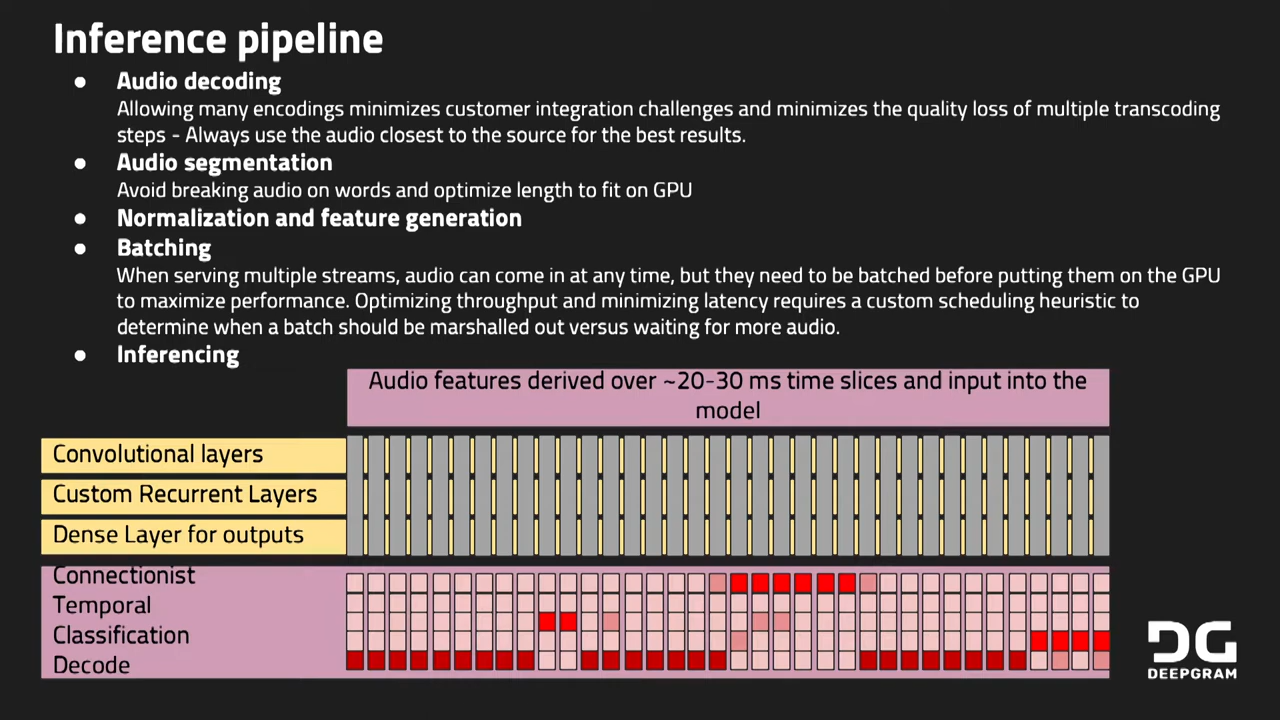 Inference pipeline
● Audio decoding
Allowing many encodings minimizes customer integration challenges and minimizes the quality loss of multiple transcoding
steps - Always use the audio closest to the source for the best results.
● Audio segmentation
Avoid breaking audio on words and optimize length to fit on GPU
● Normalization and feature generation
● Batching
When serving multiple streams, audio can come in at any time, but they need to be batched before putting them on the GPU
to maximize performance. Optimizing throughput and minimizing latency requires a custom scheduling heuristic to
determine when a batch should be marshalled out versus waiting for more audio.
● Inferencing
Audio features derived over ~20-30 ms time slices and input into the
model
Convolutional layers
Custom Recurrent Layers
Dense Layer for outputs
Connectionist
Temporal
Classification
Decode
DG
DEEPGRAM